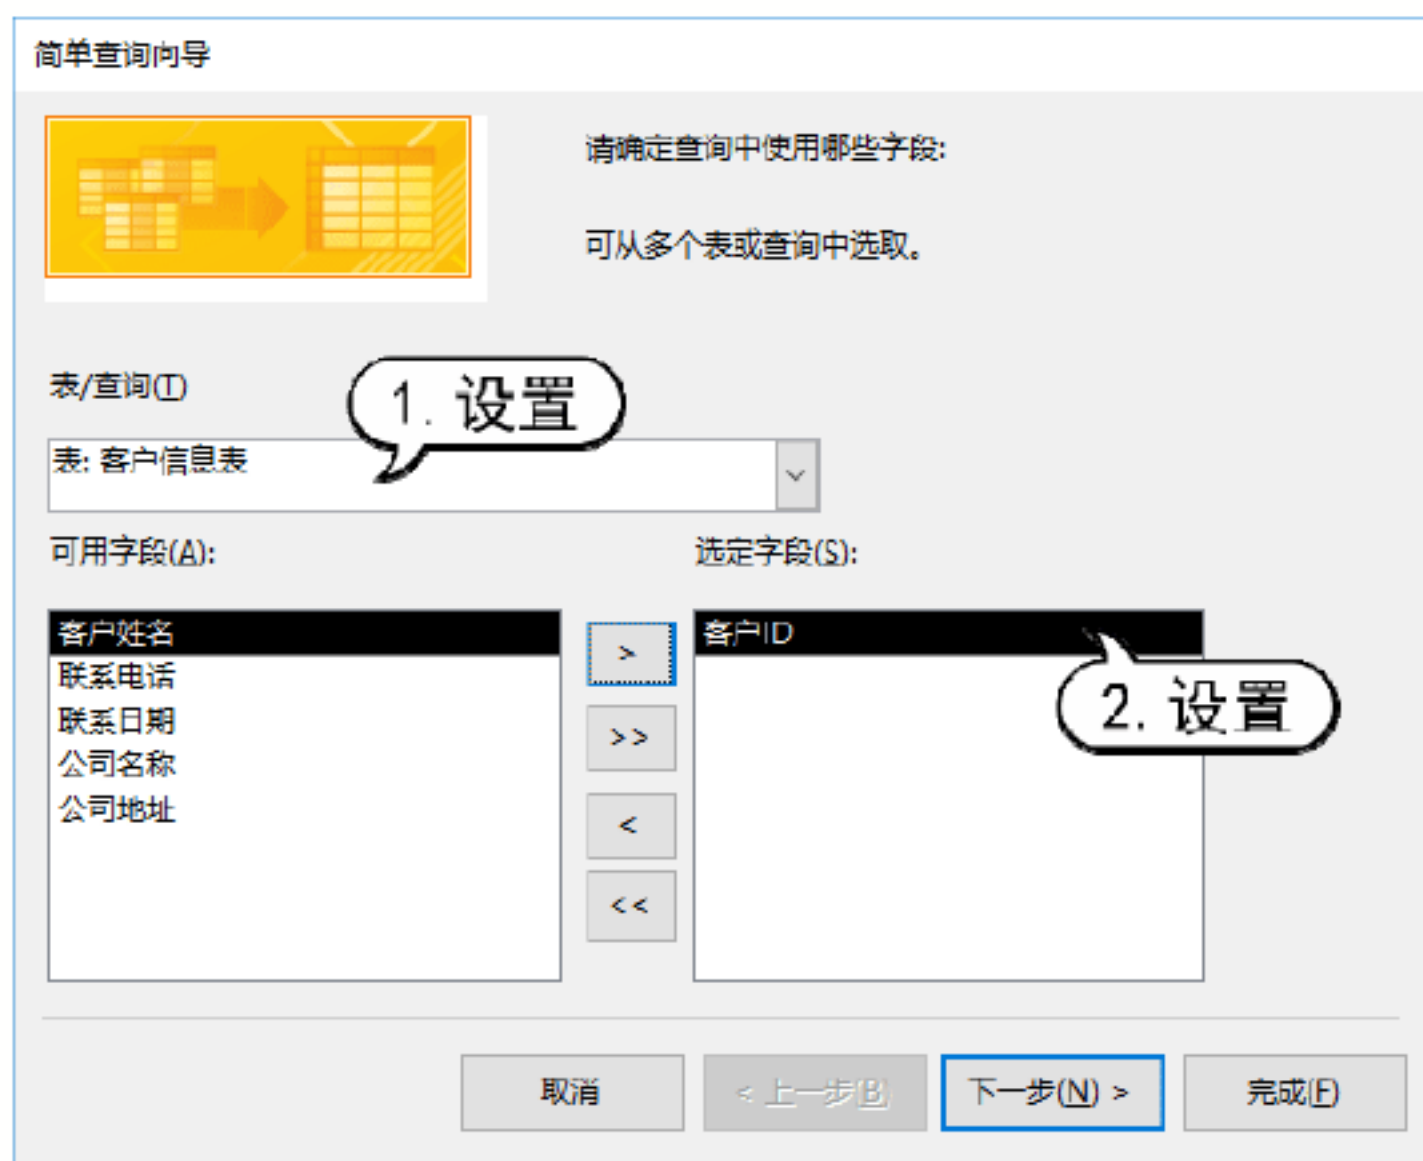 简单查询向导
请确定查询中使用哪些字段:
可从多个表或查询中选取。
表/查询(T)
1. 设置
表: 客户信息表
可用字段(A):
选定字段(S):
客户姓名
联系电话
联系日期
公司名称
公司地址
>
>>
<
<<
客户ID
2. 设置
取消
< 上一步(B)
下一步(N) >
完成(F)